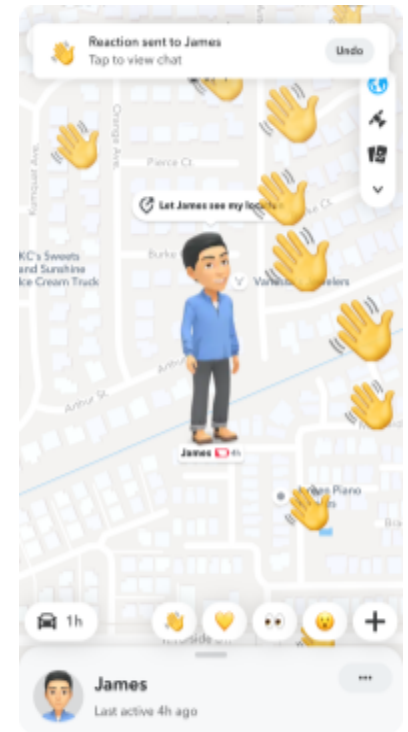 Reaction sent to James
Tap to view chat
Undo
Kumquat Ave.
Orange Ave.
Pierce Ct.
Let James see my
KC's Sweets
and Sunshine
Ice Cream Truck
Burke
Arthur St.
James 4h
Piano
1h
James
Last active 4h ago